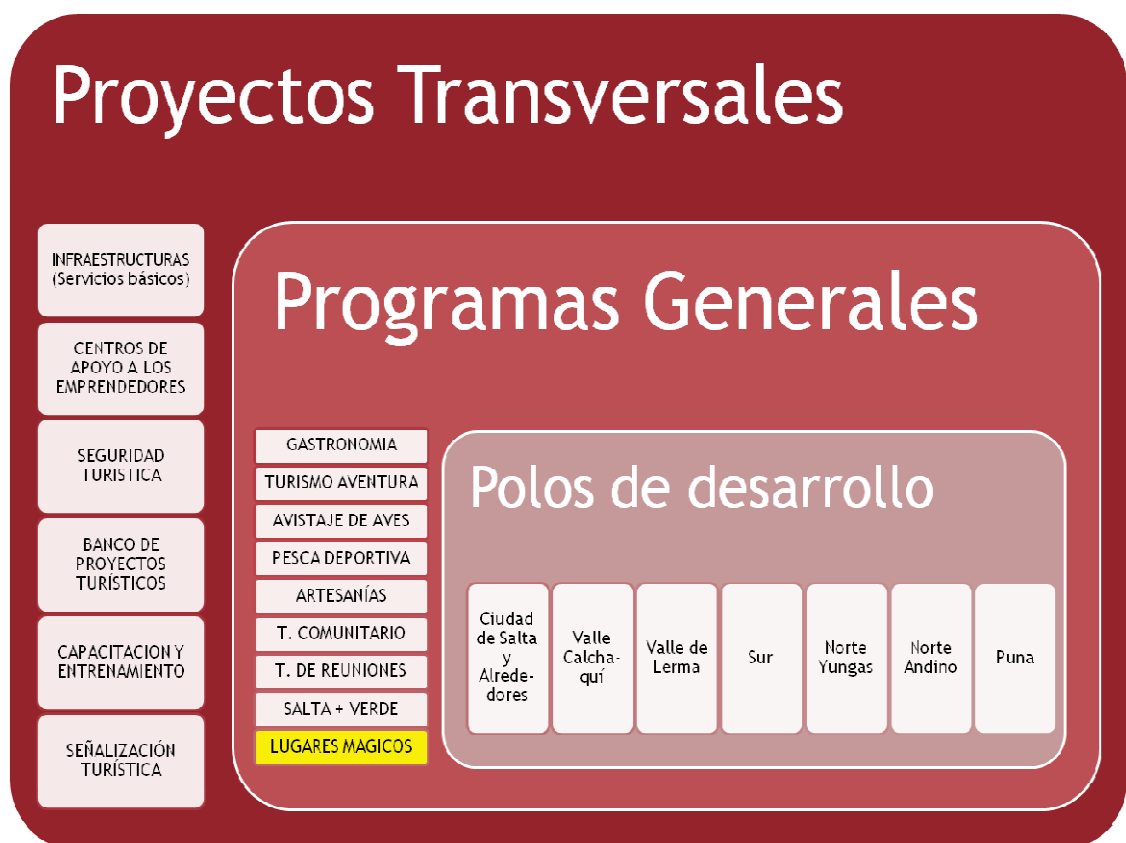 Proyectos Transversales
INFRAESTRUCTURAS
(Servicios básicos)
CENTROS DE
APOYO A LOS
EMPRENDEDORES
SEGURIDAD
TURISTICA
BANCO DE
PROYECTOS
TURÍSTICOS
CAPACITACION Y
ENTRENAMIENTO
SEÑALIZACIÓN
TURÍSTICA
Programas Generales
GASTRONOMIA
TURISMO AVENTURA
AVISTAJE DE AVES
PESCA DEPORTIVA
ARTESANÍAS
T. COMUNITARIO
T. DE REUNIONES
SALTA + VERDE
LUGARES MAGICOS
Polos de desarrollo
Ciudad
de Salta
y
Alrede-
dores
Valle
Calcha-
quí
Valle de
Lerma
Sur
Norte
Yungas
Norte
Andino
Puna